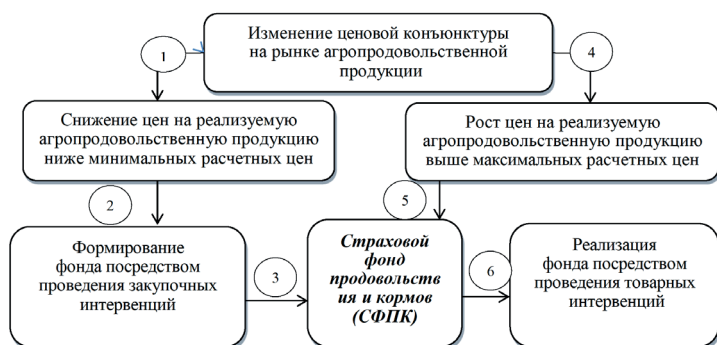 Изменение ценовой конъюнктуры
на рынке агропродовольственной
продукции
1
4
Снижение цен на реализуемую
агропродовольственную продукцию
ниже минимальных расчетных цен
Рост цен на реализуемую
агропродовольственную продукцию
выше максимальных расчетных цен
2
5
Формирование
фонда посредством
проведения закупочных
интервенций
3
Страховой
фонд
продовольств
ия и кормов
(СФПК)
6
Реализация
фонда посредством
проведения товарных
интервенций